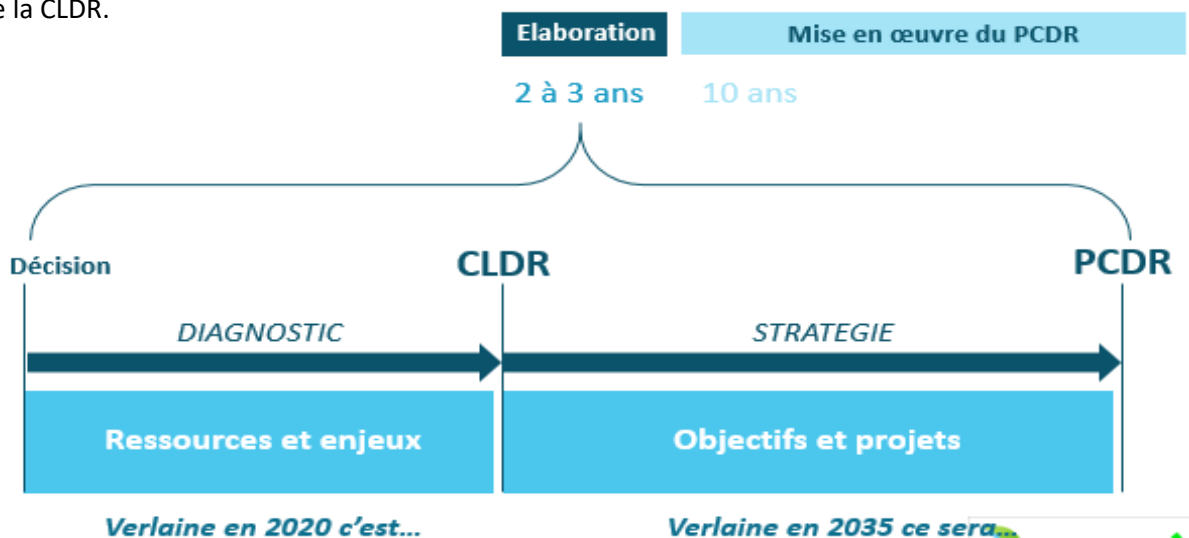 e la CLDR.
Elaboration Mise en œuvre du PCDR
2 à 3 ans 10 ans
Décision CLDR PCDR
DIAGNOSTIC STRATEGIE
Ressources et enjeux Objectifs et projets
Verlaine en 2020 c'est... Verlaine en 2035 ce sera...